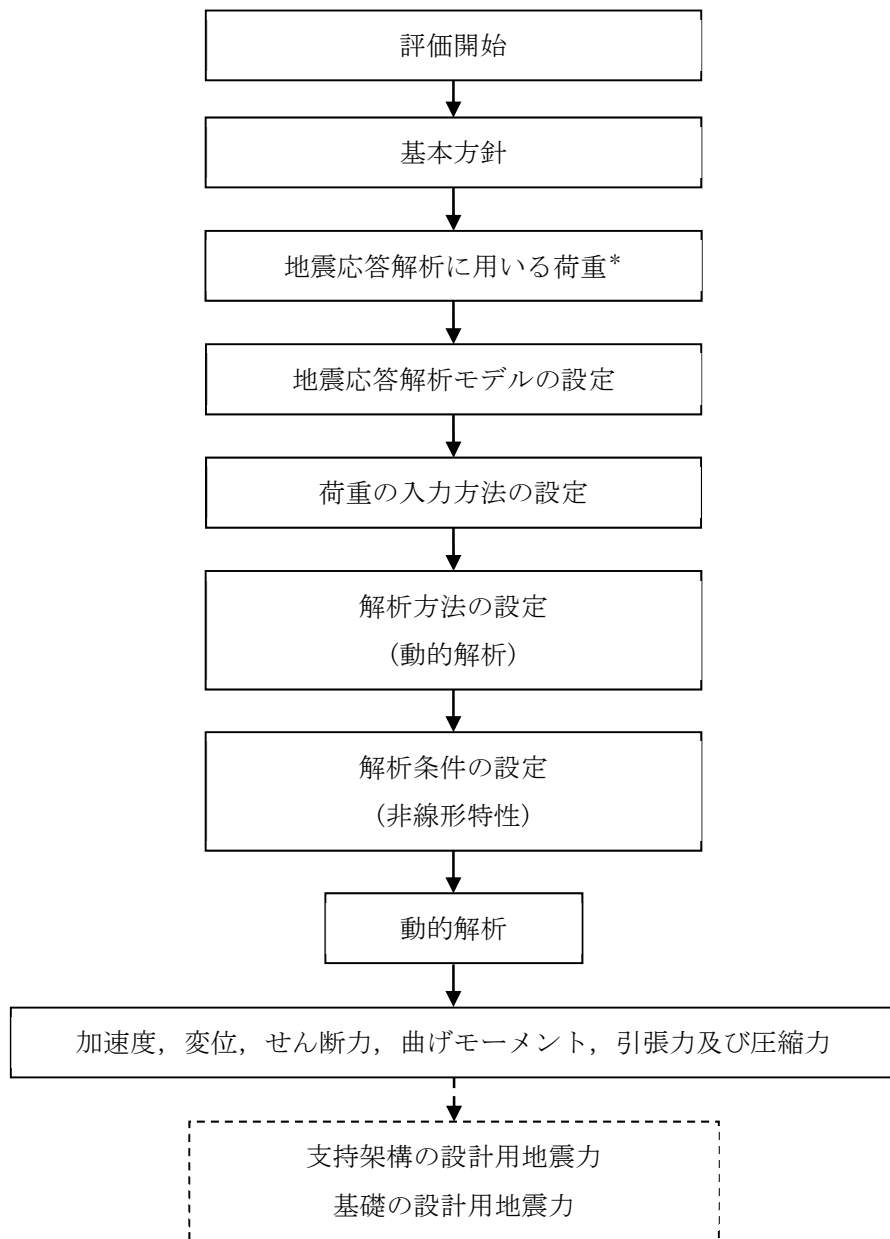 評価開始
基本方針
地震応答解析に用いる荷重*
地震応答解析モデルの設定
荷重の入力方法の設定
解析方法の設定
(動的解析)
解析条件の設定
(非線形特性)
動的解析
加速度，変位，せん断力，曲げモーメント，引張力及び圧縮力
支持架構の設計用地震力
基礎の設計用地震力